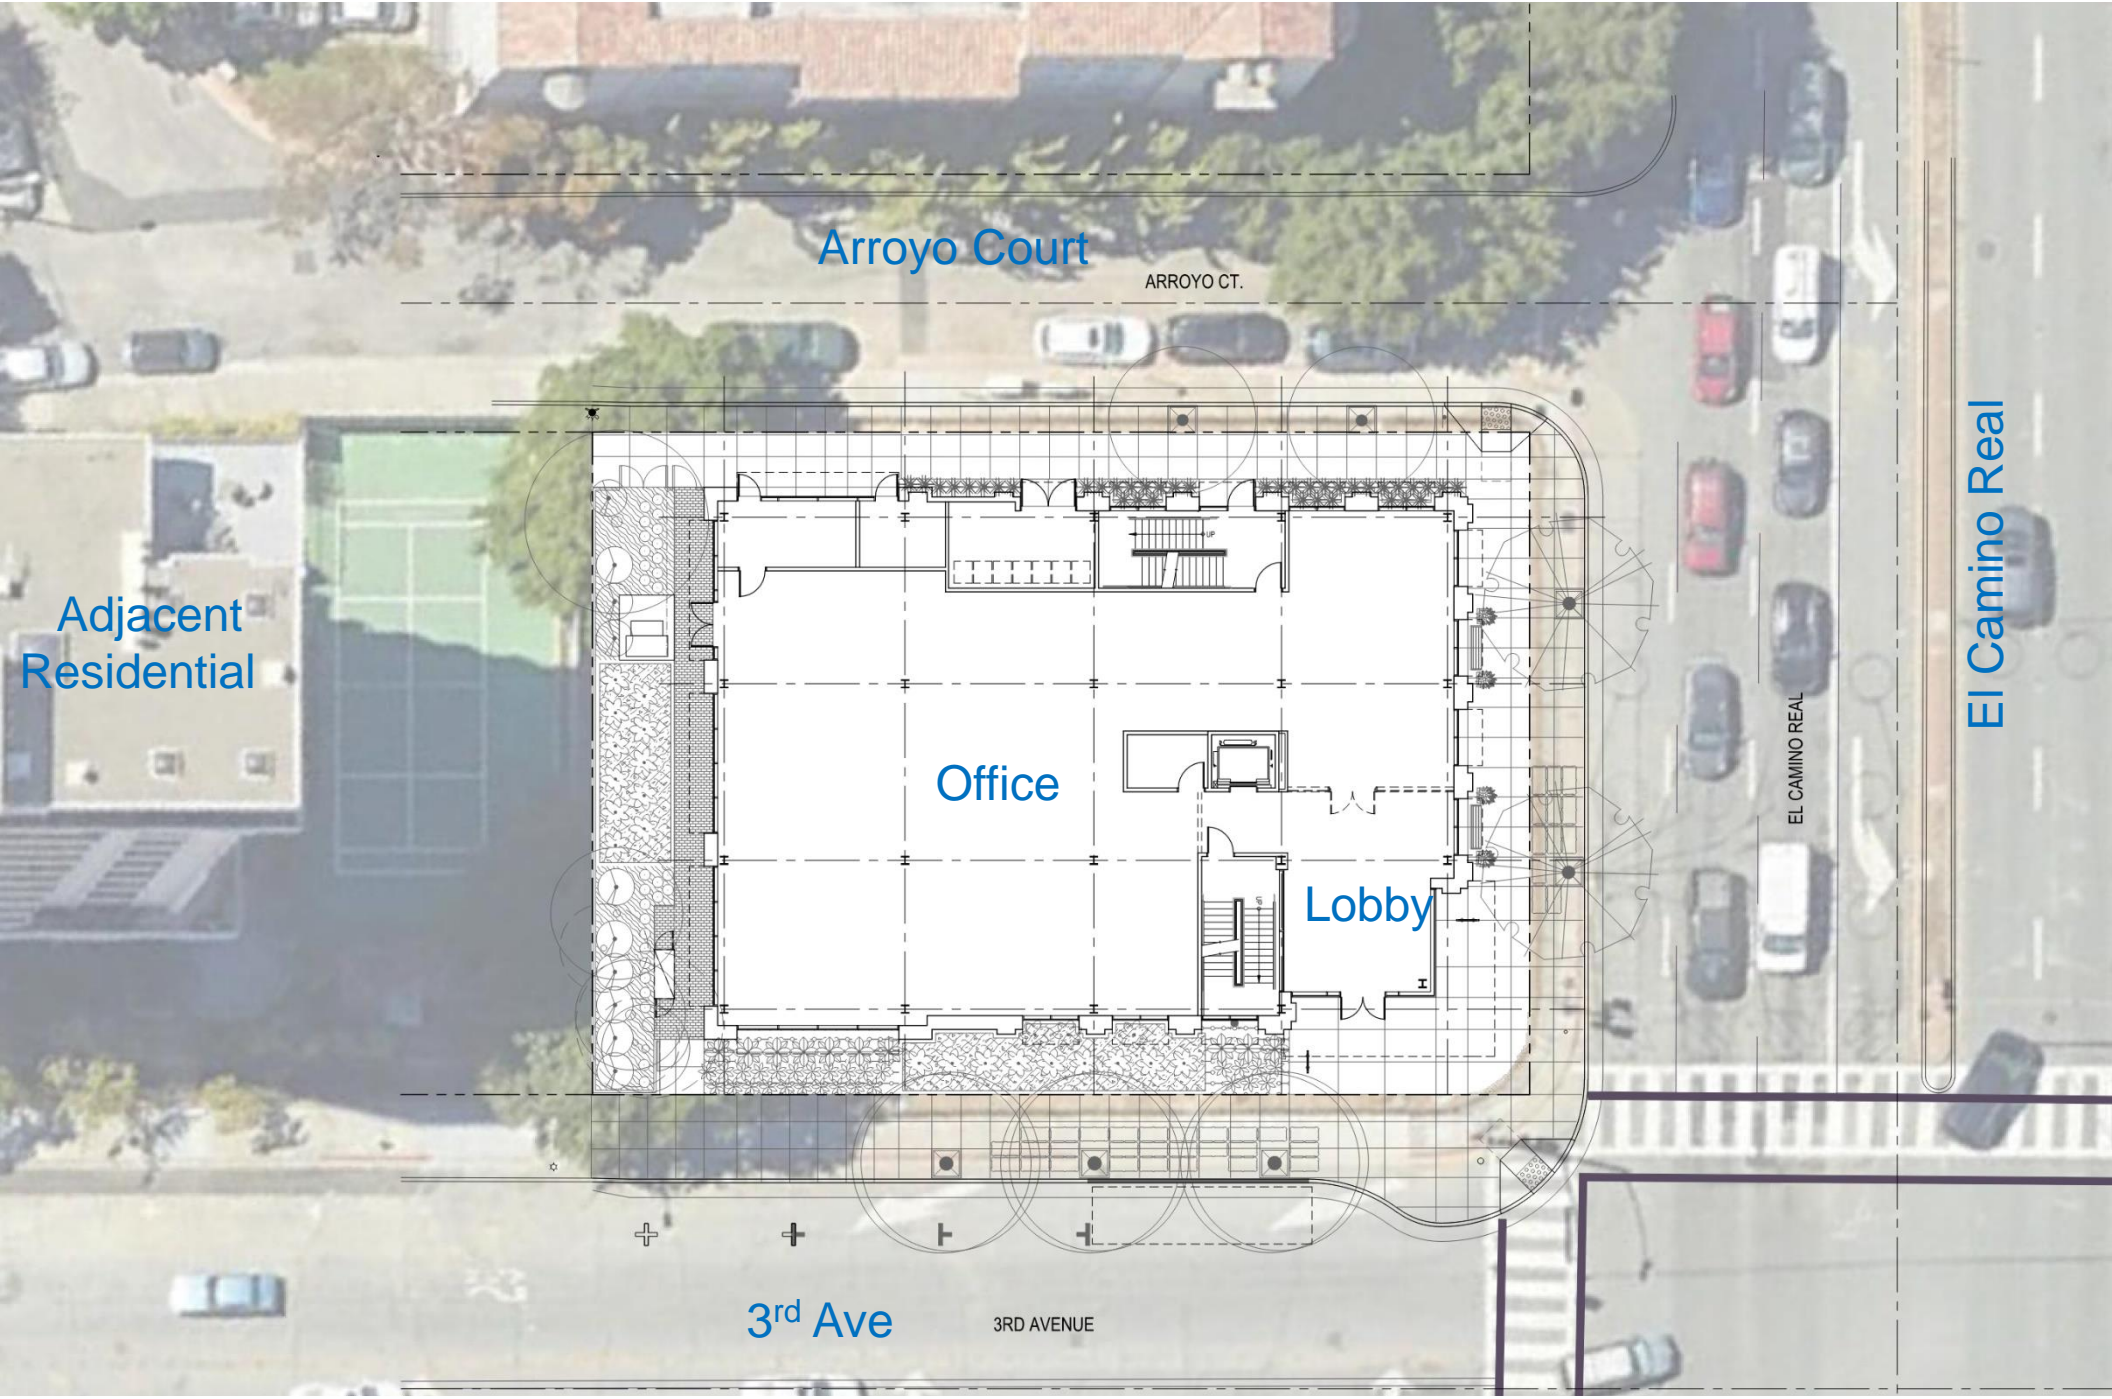 Arroyo Court
ARROYO CT.
El Camino Real
Adjacent
Residential
UP
Office
EL CAMINO REAL
Lobby
UP
3rd Ave
3RD AVENUE